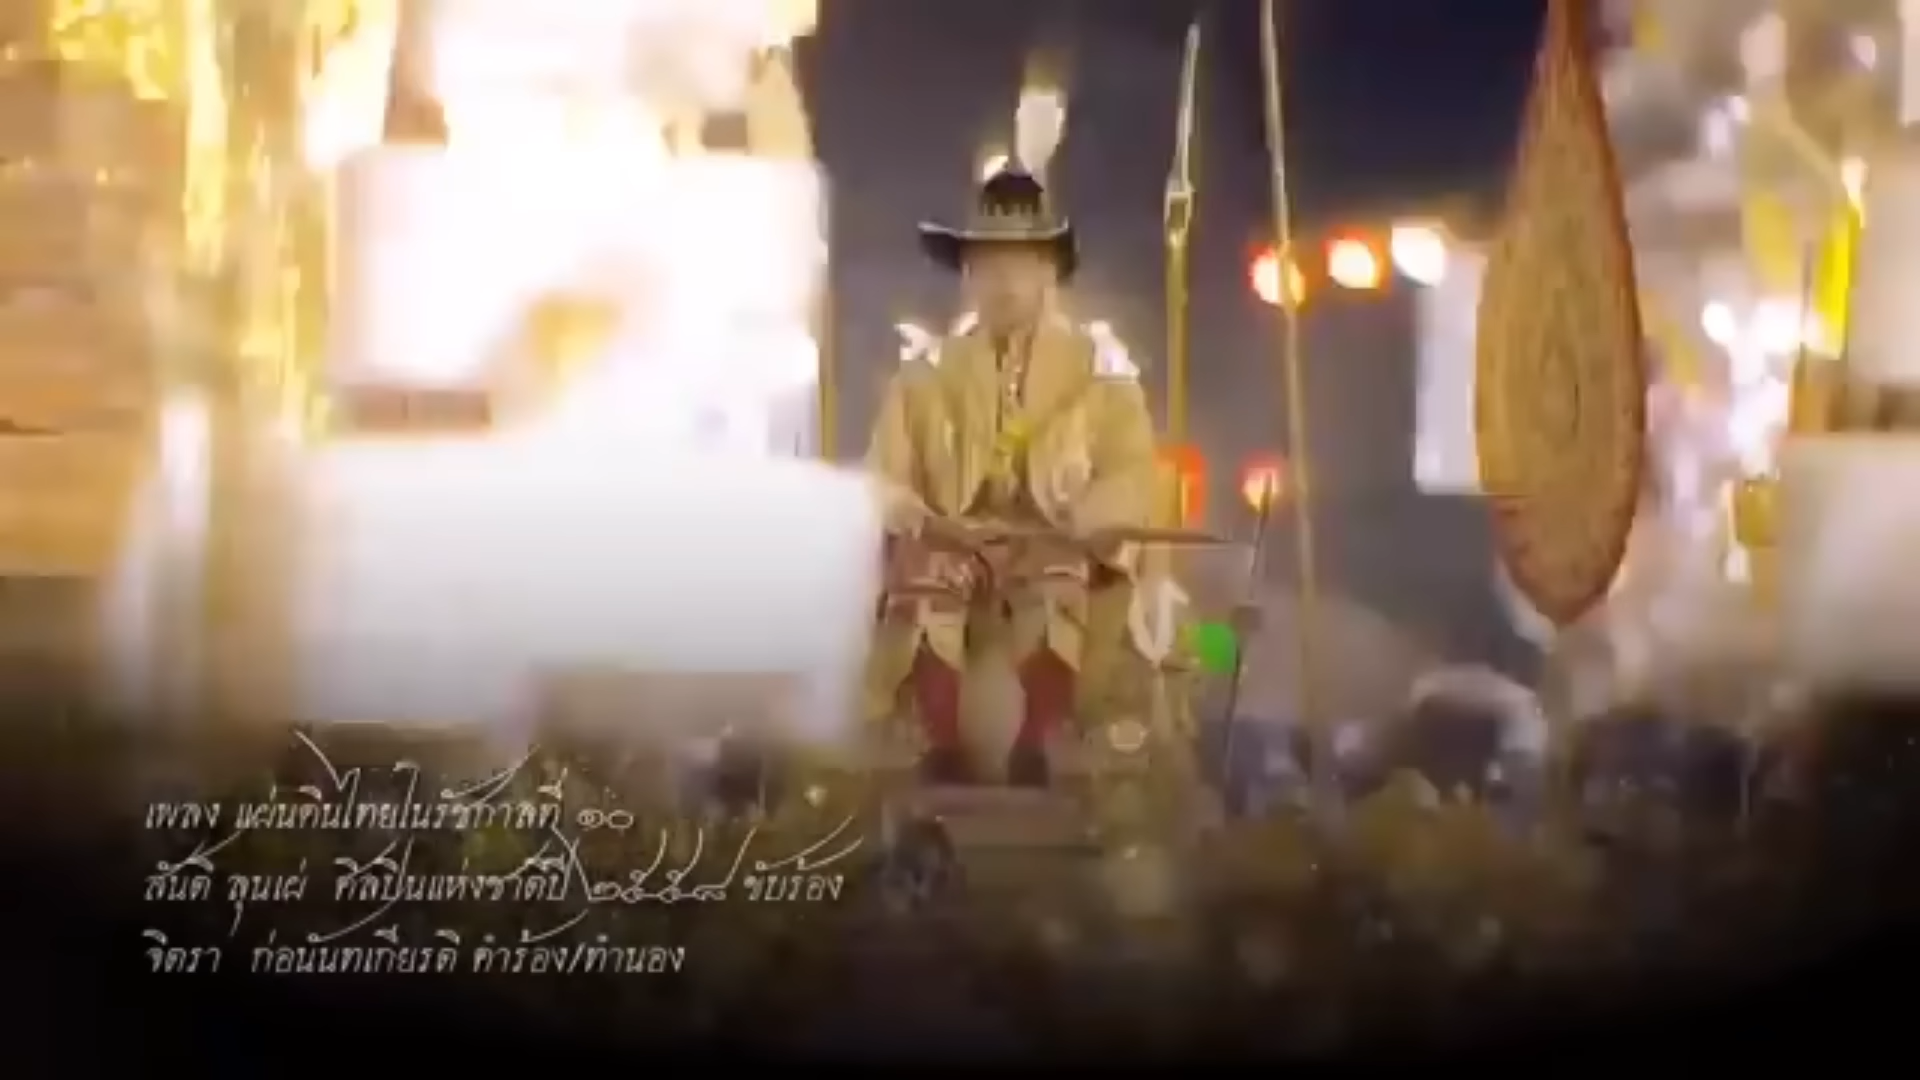 เพลง แผ่นดินไทยในรัชกาลที่ ๑๐
สันติ ลุนเผ่ ศิลปินแห่งชาติปี ๒๕๕๘ ขับร้อง
จิตรา ก่อนันทเกียรติ คำร้อง/ทำนอง